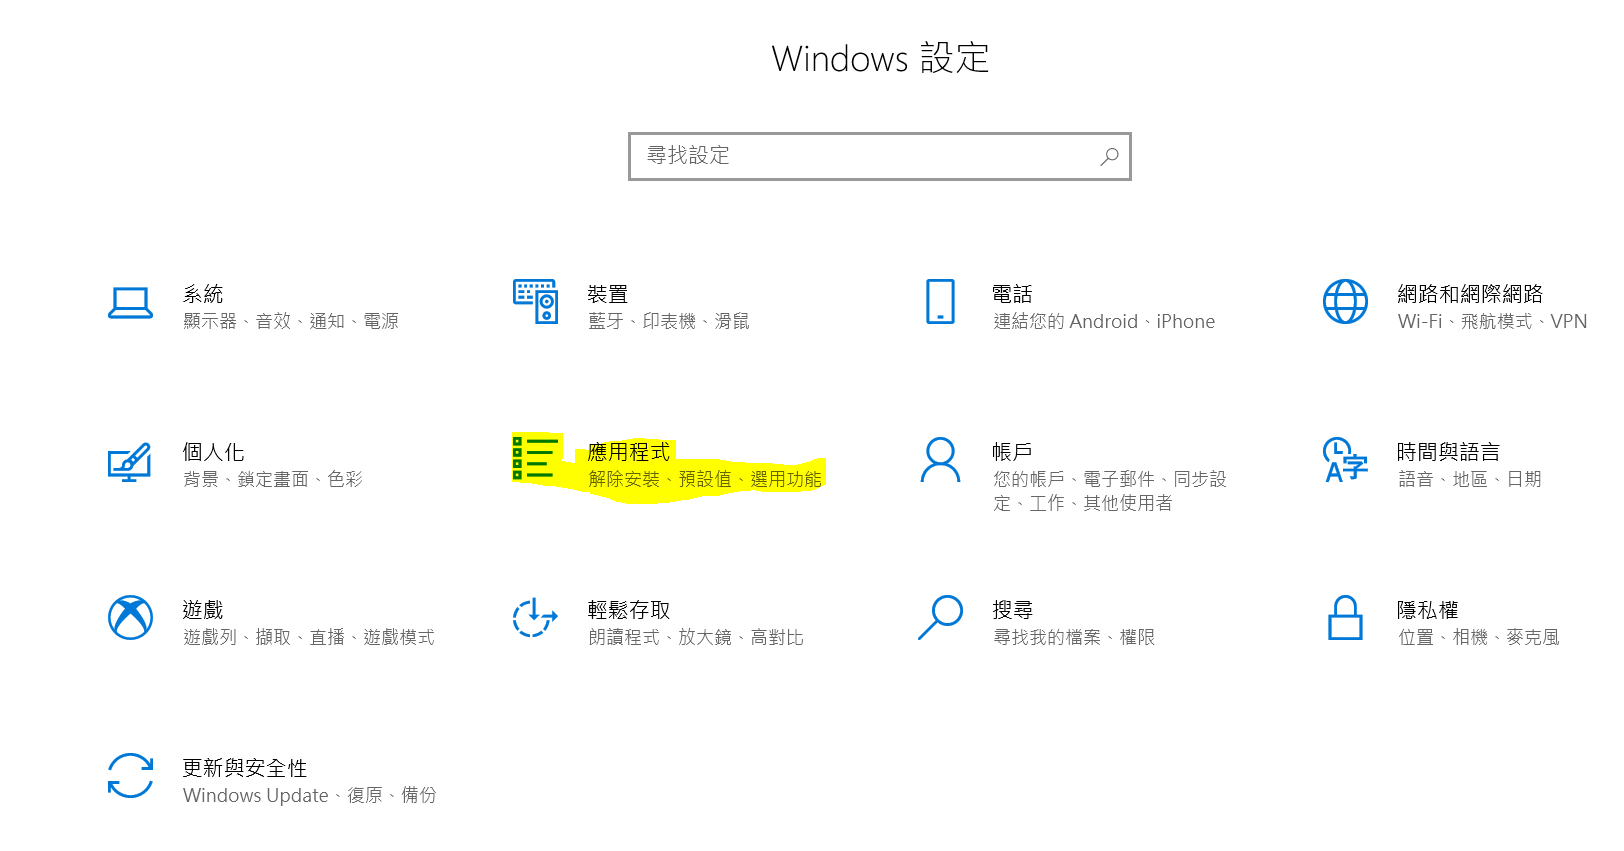 Windows 設定
尋找設定
系統
顯示器、音效、通知、電源
裝置
藍牙、印表機、滑鼠
電話
連結您的 Android、iPhone
網路和網際網路
Wi-Fi、飛航模式、VPN
個人化
背景、鎖定畫面、色彩
應用程式
解除安裝、預設值、選用功能
帳戶
您的帳戶、電子郵件、同步設
定、工作、其他使用者
時間與語言
語音、地區、日期
遊戲
遊戲列、擷取、直播、遊戲模式
輕鬆存取
朗讀程式、放大鏡、高對比
搜尋
尋找我的檔案、權限
隱私權
位置、相機、麥克風
更新與安全性
Windows Update、復原、備份